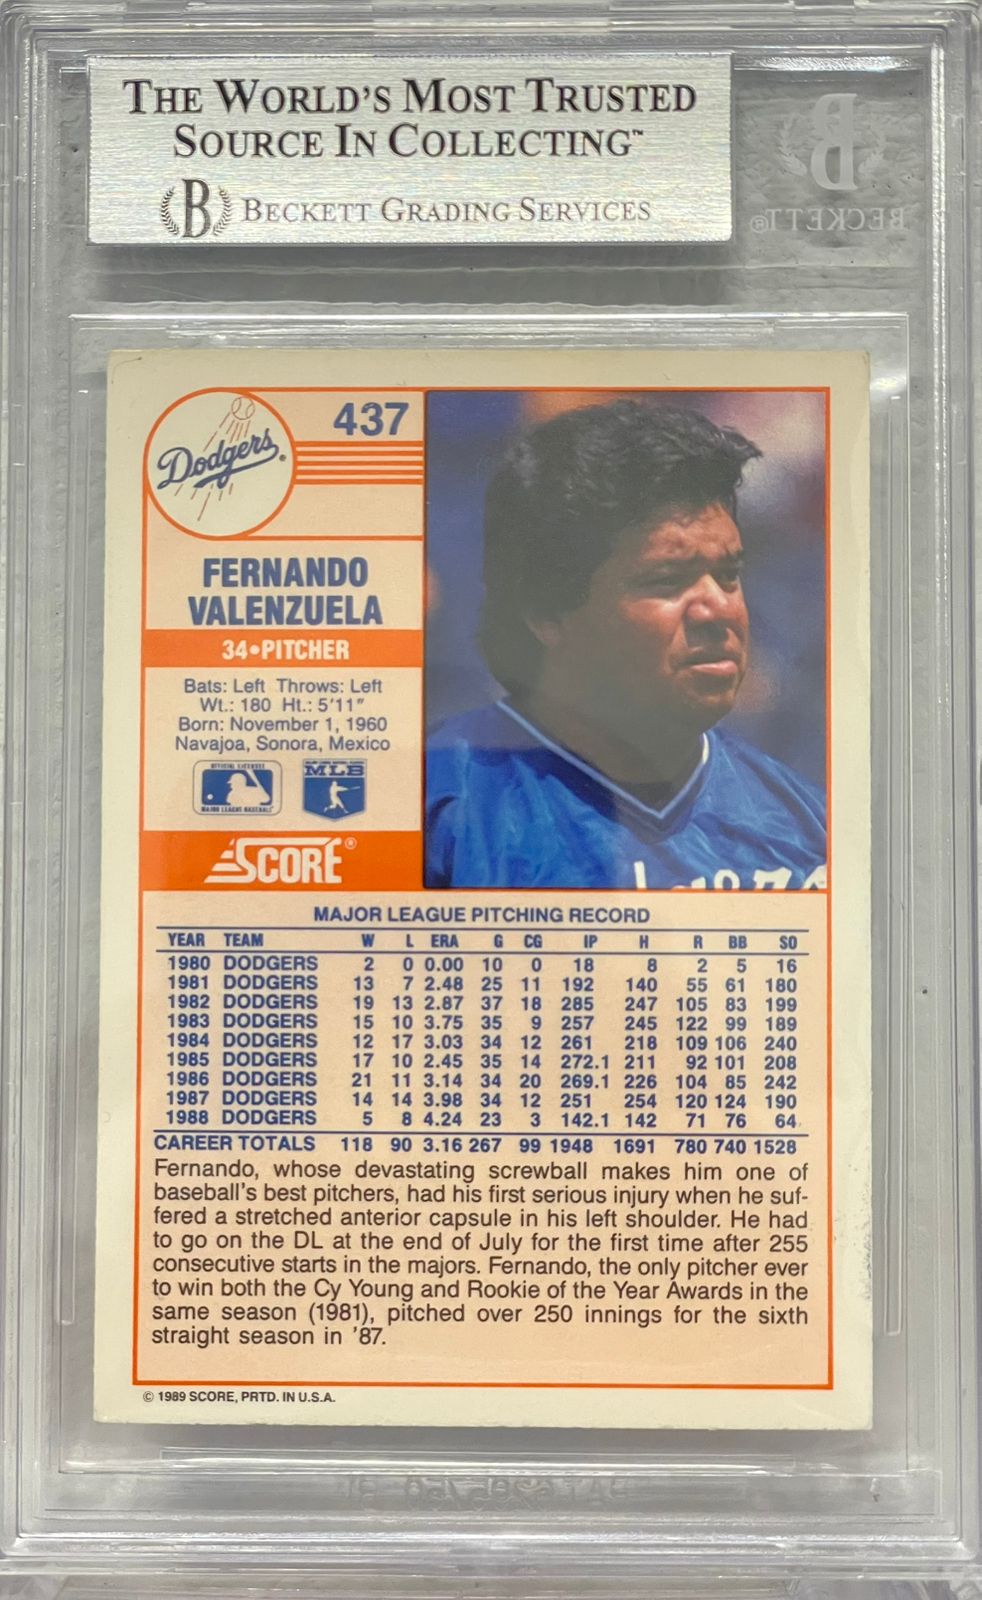 THE WORLD'S MOST TRUSTED
SOURCE IN COLLECTING™
B BECKETT GRADING SERVICES
B
BECKETT®
Dodgers®
437
FERNANDO
VALENZUELA
34•PITCHER
Bats: Left Throws: Left
Wt.: 180 Ht.: 5'11"
Born: November 1, 1960
Navajoa, Sonora, Mexico
OFFICIAL LICENSEE
MAJOR LEAGUE BASEBALL
MLB
SCORE®
MAJOR LEAGUE PITCHING RECORD
YEAR TEAM W L ERA G CG IP H R BB SO
1980 DODGERS 2 0 0.00 10 0 18 8 2 5 16
1981 DODGERS 13 7 2.48 25 11 192 140 55 61 180
1982 DODGERS 19 13 2.87 37 18 285 247 105 83 199
1983 DODGERS 15 10 3.75 35 9 257 245 122 99 189
1984 DODGERS 12 17 3.03 34 12 261 218 109 106 240
1985 DODGERS 17 10 2.45 35 14 272.1 211 92 101 208
1986 DODGERS 21 11 3.14 34 20 269.1 226 104 85 242
1987 DODGERS 14 14 3.98 34 12 251 254 120 124 190
1988 DODGERS 5 8 4.24 23 3 142.1 142 71 76 64
CAREER TOTALS 118 90 3.16 267 99 1948 1691 780 740 1528
Fernando, whose devastating screwball makes him one of
baseball's best pitchers, had his first serious injury when he suf-
fered a stretched anterior capsule in his left shoulder. He had
to go on the DL at the end of July for the first time after 255
consecutive starts in the majors. Fernando, the only pitcher ever
to win both the Cy Young and Rookie of the Year Awards in the
same season (1981), pitched over 250 innings for the sixth
straight season in '87.
© 1989 SCORE, PRTD. IN U.S.A.